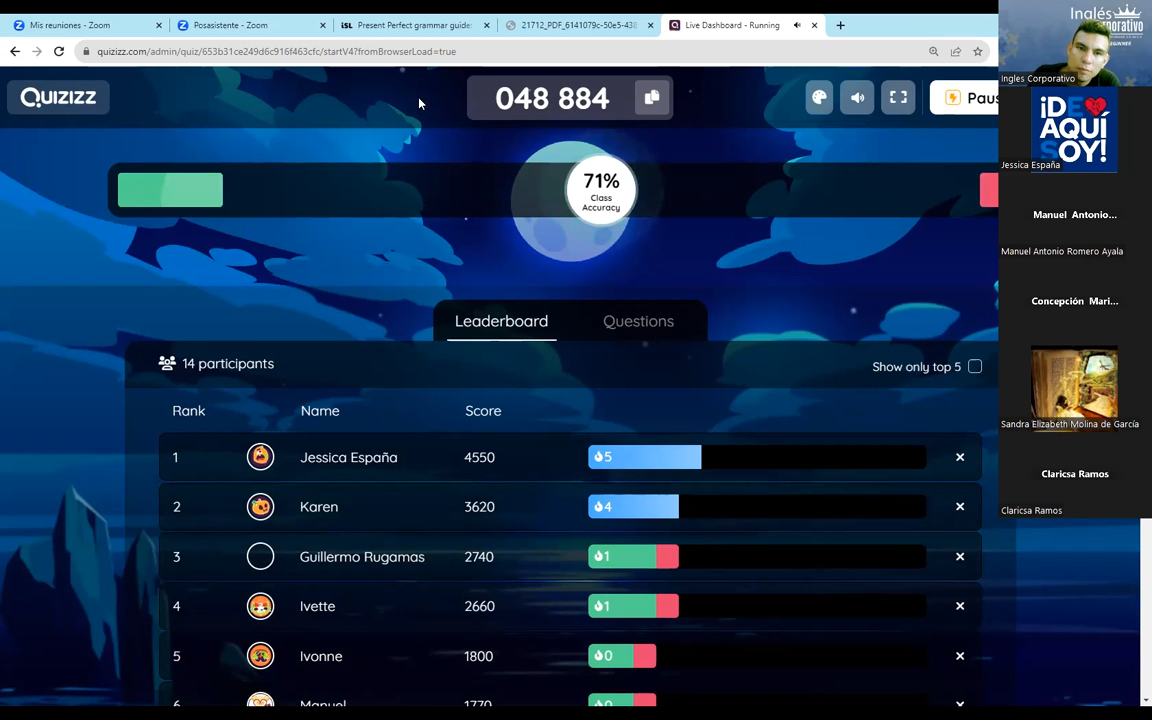 Mis reuniones - Zoom
Posasistente - Zoom
iSL Present Perfect grammar guide:
21712_PDF_6141079c-50e5-438
Live Dashboard - Running
quizizz.com/admin/quiz/653b31ce249d6c916f463cfc/startV4?fromBrowserLoad=true
QUIZIZZ
048 884
Paus
71%
Class
Accuracy
Leaderboard
Questions
14 participants
Show only top 5
Rank
Name
Score
1 Jessica España 4550 5
2 Karen 3620 4
3 Guillermo Rugamas 2740 1
4 Ivette 2660 1
5 Ivonne 1800 0
6 Manuel 1770 0
Inglés
Ingles Corporativo
¡DE
AQUÍ
SOY!
Jessica España
Manuel Antonio...
Manuel Antonio Romero Ayala
Concepción Mari...
Sandra Elizabeth Molina de García
Claricsa Ramos
Claricsa Ramos